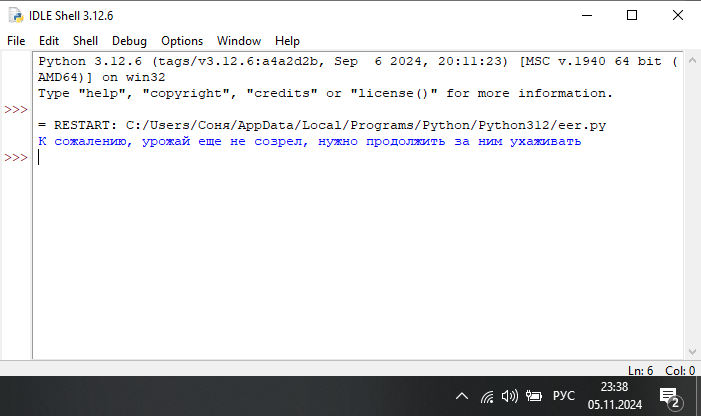 IDLE Shell 3.12.6
File Edit Shell Debug Options Window Help
Python 3.12.6 (tags/v3.12.6:a4a2d2b, Sep  6 2024, 20:11:23) [MSC v.1940 64 bit (
AMD64)] on win32
Type "help", "copyright", "credits" or "license()" for more information.
>>>
= RESTART: C:/Users/Соня/AppData/Local/Programs/Python/Python312/eer.py
К сожалению, урожай еще не созрел, нужно продолжить за ним ухаживать
>>>
Ln: 6 Col: 0
РУС
23:38
05.11.2024
2